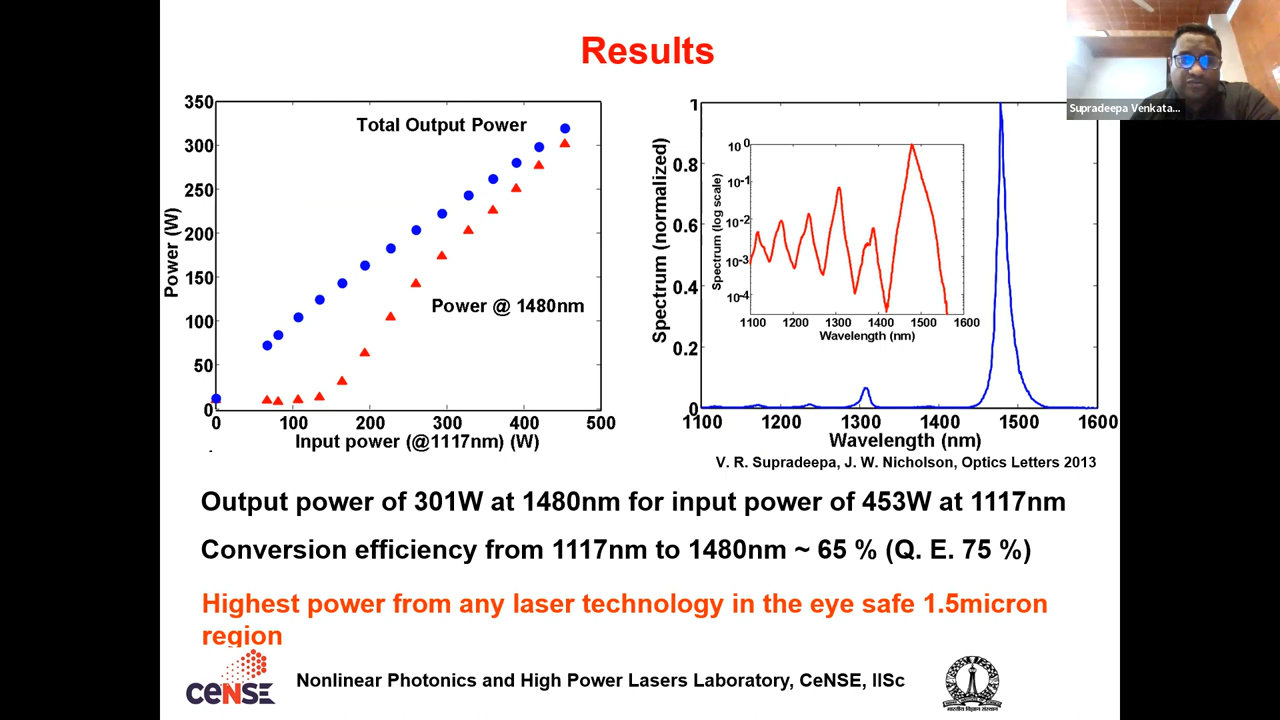 Results
Supradeepa Venkata...
350
300
250
200
150
100
50
0
Power (W)
Total Output Power
Power @ 1480nm
0 100 200 300 400 500
Input power (@1117nm) (W)
1
0.8
0.6
0.4
0.2
0
Spectrum (normalized)
10^0
10^-1
10^-2
10^-3
10^-4
Spectrum (log scale)
1100 1200 1300 1400 1500 1600
Wavelength (nm)
1100 1200 1300 1400 1500 1600
Wavelength (nm)
V. R. Supradeepa, J. W. Nicholson, Optics Letters 2013
Output power of 301W at 1480nm for input power of 453W at 1117nm
Conversion efficiency from 1117nm to 1480nm ~ 65 % (Q. E. 75 %)
Highest power from any laser technology in the eye safe 1.5micron
region
ceNSE
Nonlinear Photonics and High Power Lasers Laboratory, CeNSE, IISc
भारतीय विज्ञान संस्थान